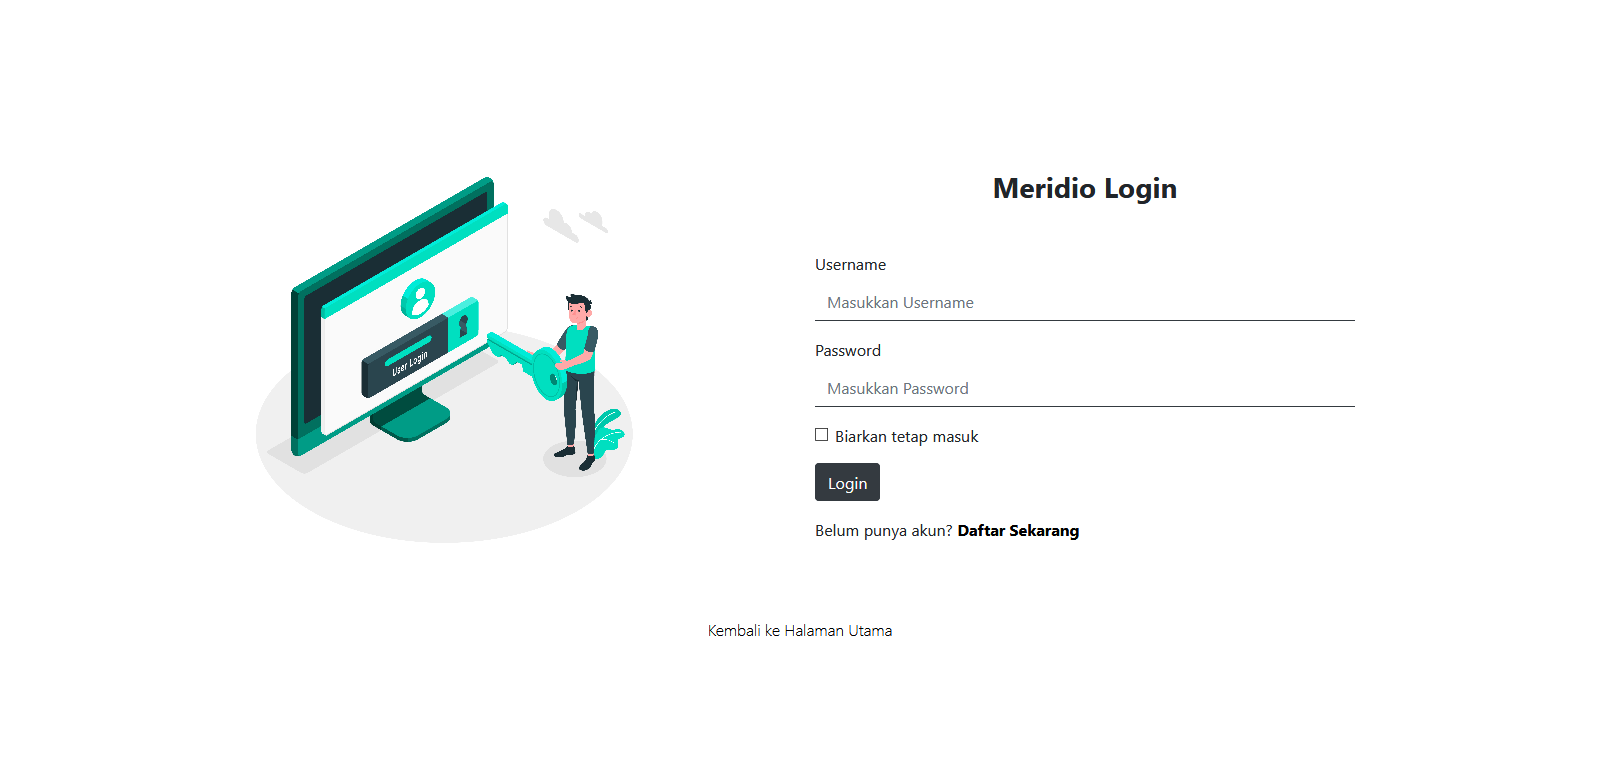 Meridio Login
User Login
Username
Masukkan Username
Password
Masukkan Password
Biarkan tetap masuk
Login
Belum punya akun? Daftar Sekarang
Kembali ke Halaman Utama